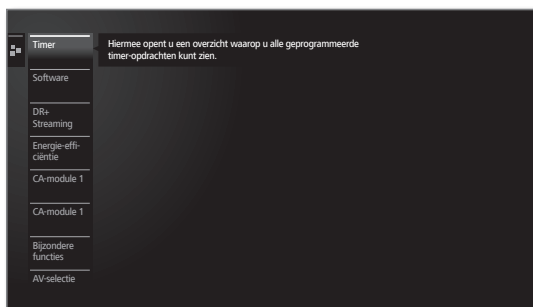 Timer
Hiermee opent u een overzicht waarop u alle geprogrammeerde
timer-opdrachten kunt zien.
Software
DR+
Streaming
Energie-effi-
ciëntie
CA-module 1
CA-module 1
Bijzondere
functies
AV-selectie